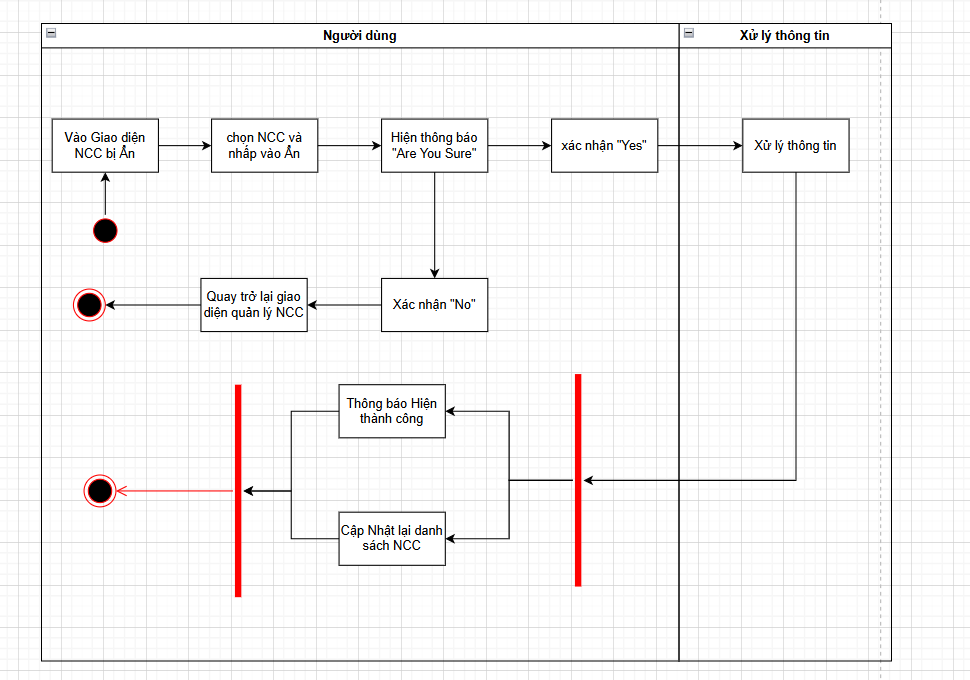 Người dùng
Xử lý thông tin
Vào Giao diện
NCC bị Ẩn
chọn NCC và
nhấp vào Ẩn
Hiện thông báo
"Are You Sure"
xác nhận "Yes"
Xử lý thông tin
Quay trở lại giao
diện quản lý NCC
Xác nhận "No"
Thông báo Hiện
thành công
Cập Nhật lại danh
sách NCC